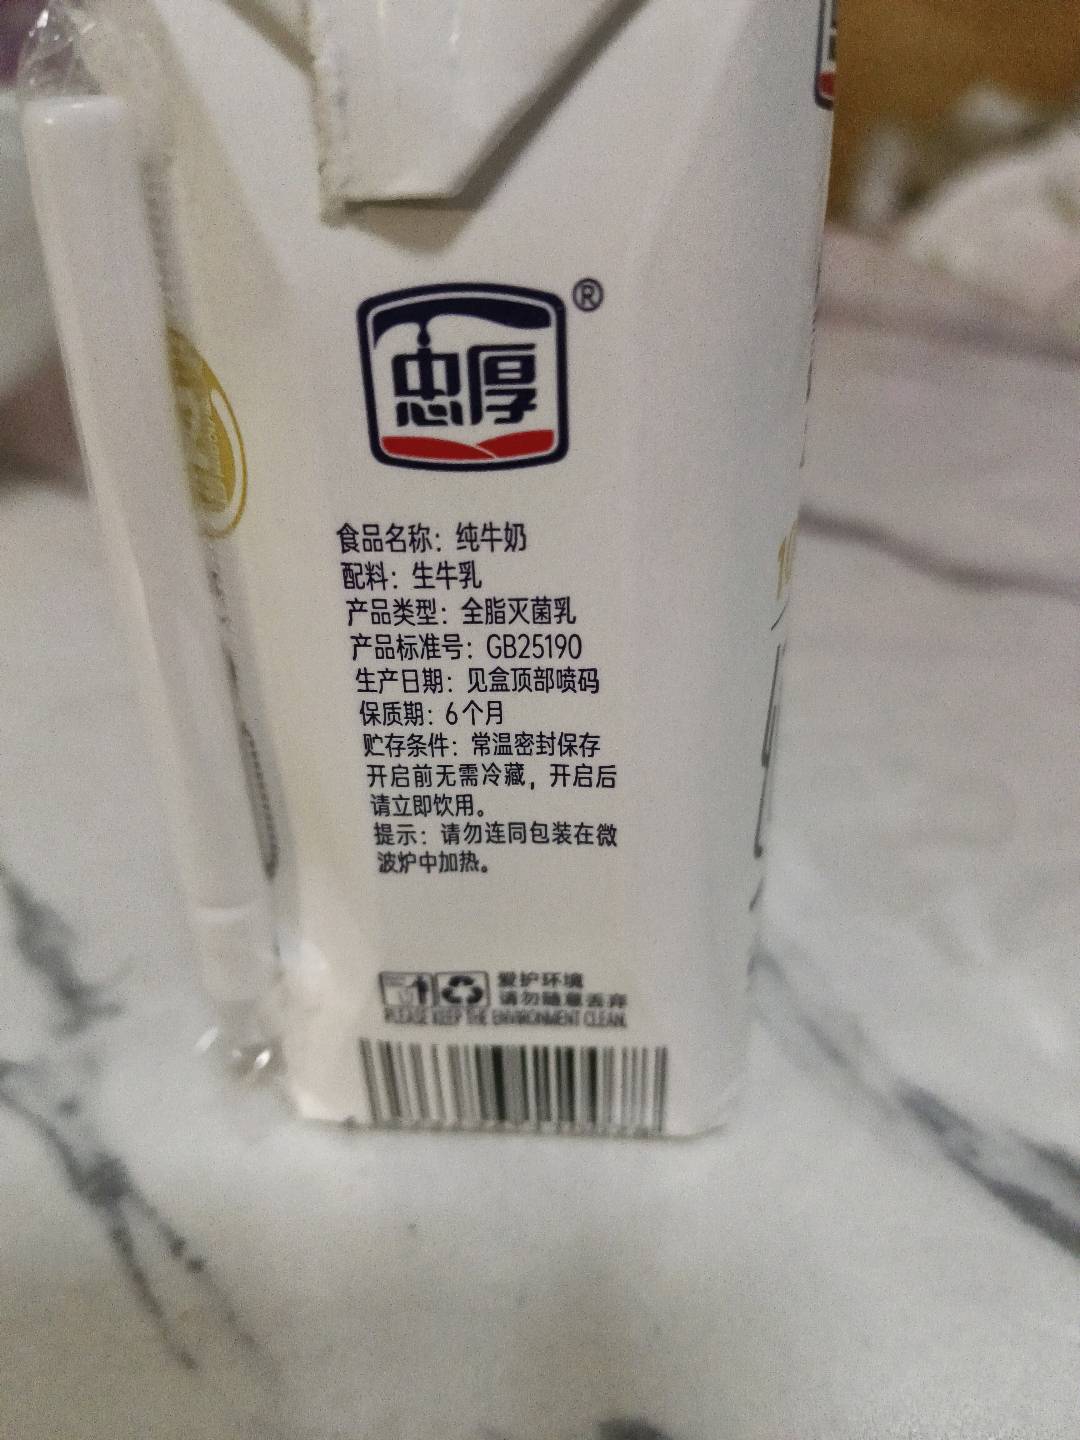 忠厚®
食品名称：纯牛奶
配料：生牛乳
产品类型：全脂灭菌乳
产品标准号：GB25190
生产日期：见盒顶部喷码
保质期：6个月
贮存条件：常温密封保存
开启前无需冷藏，开启后
请立即饮用。
提示：请勿连同包装在微
波炉中加热。
爱护环境
请勿随意丢弃
PLEASE KEEP THE ENVIRONMENT CLEAN.